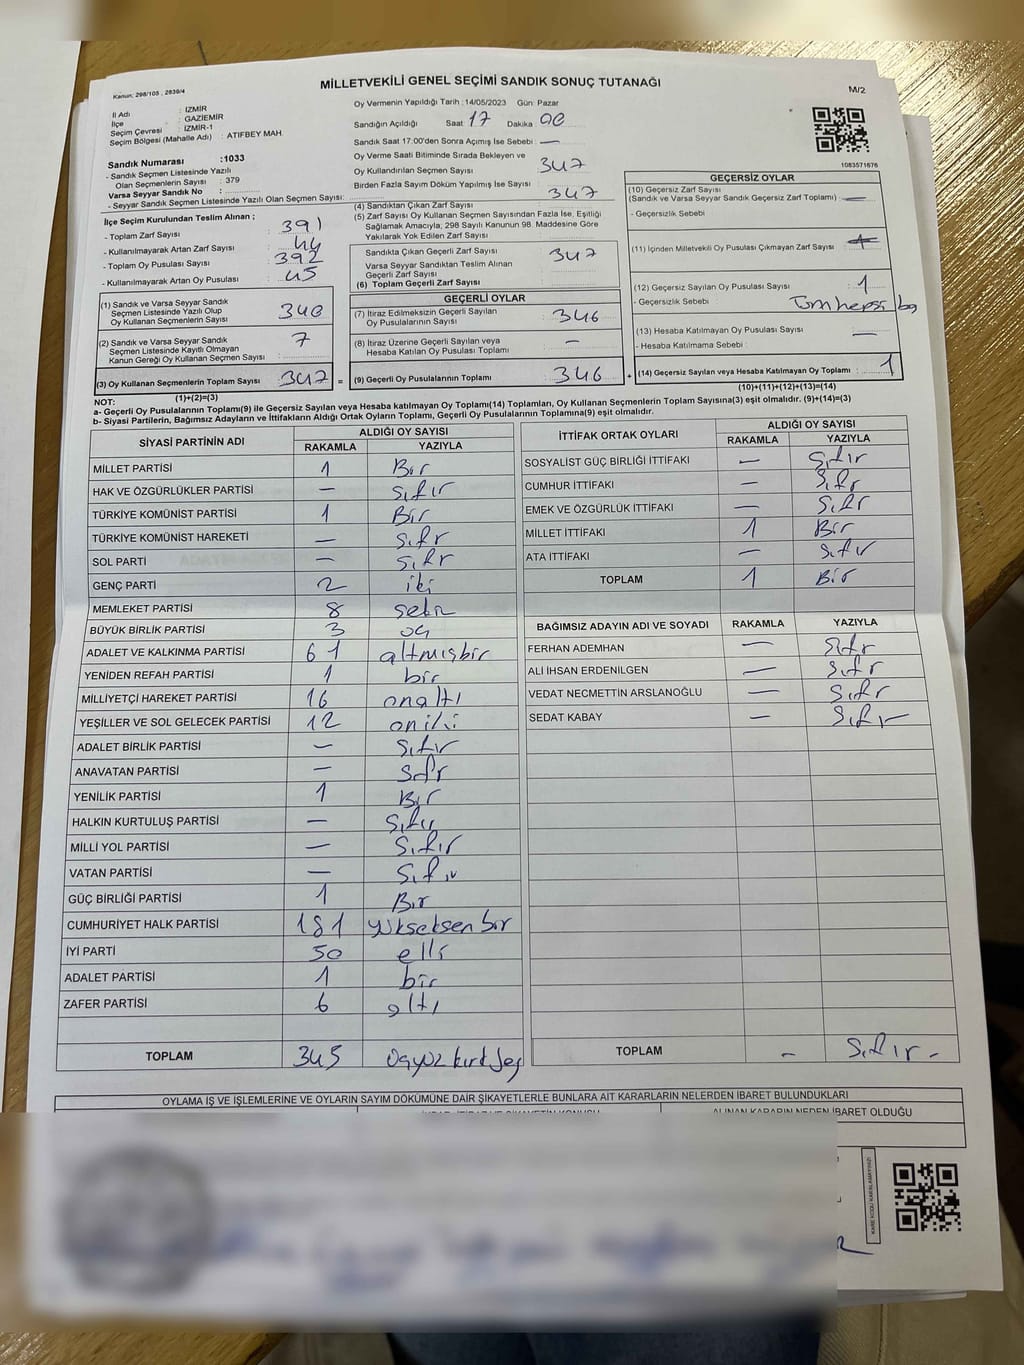 MİLLETVEKİLİ GENEL SEÇİMİ SANDIK SONUÇ TUTANAĞI
Kanun: 298/105 , 2839/4
M/2
İl Adı : İZMİR
İlçe : GAZİEMİR
Seçim Çevresi : İZMİR-1
Seçim Bölgesi (Mahalle Adı) : ATIFBEY MAH.
Sandık Numarası :1033
- Sandık Seçmen Listesinde Yazılı
Olan Seçmenlerin Sayısı : 379
Varsa Seyyar Sandık No :
- Seyyar Sandık Seçmen Listesinde Yazılı Olan Seçmen Sayısı:
Oy Vermenin Yapıldığı Tarih :14/05/2023 Gün: Pazar
Sandığın Açıldığı Saat 17 Dakika 00
Sandık Saat 17:00'den Sonra Açımış İse Sebebi: —
Oy Verme Saati Bitiminde Sırada Bekleyen ve
Oy Kullandırılan Seçmen Sayısı 347
Birden Fazla Sayım Döküm Yapılmış İse Sayısı : 347
1083571676
İlçe Seçim Kurulundan Teslim Alınan ;
- Toplam Zarf Sayısı : 391
- Kullanılmayarak Artan Zarf Sayısı : 44
- Toplam Oy Pusulası Sayısı : 392
- Kullanılmayarak Artan Oy Pusulası : 45
(4) Sandıktan Çıkan Zarf Sayısı :
(5) Zarf Sayısı Oy Kullanan Seçmen Sayısından Fazla İse, Eşitliği
Sağlamak Amacıyla; 298 Sayılı Kanunun 98. Maddesine Göre
Yakılarak Yok Edilen Zarf Sayısı :
Sandıkta Çıkan Geçerli Zarf Sayısı : 347
Varsa Seyyar Sandıktan Teslim Alınan
Geçerli Zarf Sayısı
(6) Toplam Geçerli Zarf Sayısı :
GEÇERSİZ OYLAR
(10) Geçersiz Zarf Sayısı
(Sandık ve Varsa Seyyar Sandık Geçersiz Zarf Toplamı) : —
- Geçersizlik Sebebi
(11) İçinden Milletvekili Oy Pusulası Çıkmayan Zarf Sayısı :
(12) Geçersiz Sayılan Oy Pusulası Sayısı : 1
- Geçersizlik Sebebi :
(13) Hesaba Katılmayan Oy Pusulası Sayısı : —
- Hesaba Katılmama Sebebi :
(14) Geçersiz Sayılan veya Hesaba Katılmayan Oy Toplamı : 1
(10)+(11)+(12)+(13)=(14)
(1) Sandık ve Varsa Seyyar Sandık
Seçmen Listesinde Yazılı Olup
Oy Kullanan Seçmenlerin Sayısı : 340
(2) Sandık ve Varsa Seyyar Sandık
Seçmen Listesinde Kayıtlı Olmayan
Kanun Gereği Oy Kullanan Seçmen Sayısı : 7
(3) Oy Kullanan Seçmenlerin Toplam Sayısı 347 =
(1)+(2)=(3)
GEÇERLİ OYLAR
(7) İtiraz Edilmeksizin Geçerli Sayılan
Oy Pusulalarının Sayısı : 346
(8) İtiraz Üzerine Geçerli Sayılan veya
Hesaba Katılan Oy Pusulası Toplamı : —
(9) Geçerli Oy Pusulalarının Toplamı : 346 +
NOT:
a- Geçerli Oy Pusulalarının Toplamı(9) ile Geçersiz Sayılan veya Hesaba katılmayan Oy Toplamı(14) Toplamları, Oy Kullanan Seçmenlerin Toplam Sayısına(3) eşit olmalıdır. (9)+(14)=(3)
b- Siyasi Partilerin, Bağımsız Adayların ve İttifakların Aldığı Ortak Oyların Toplamı, Geçerli Oy Pusulalarının Toplamına(9) eşit olmalıdır.
SİYASİ PARTİNİN ADI ALDIĞI OY SAYISI
RAKAMLA YAZIYLA
MİLLET PARTİSİ 1 Bir
HAK VE ÖZGÜRLÜKLER PARTİSİ — sıfır
TÜRKİYE KOMÜNİST PARTİSİ 1 Bir
TÜRKİYE KOMÜNİST HAREKETİ — sıfır
SOL PARTİ — sıfır
GENÇ PARTİ 2 iki
MEMLEKET PARTİSİ 8 sekiz
BÜYÜK BİRLİK PARTİSİ 3 üç
ADALET VE KALKINMA PARTİSİ 61 altmışbir
YENİDEN REFAH PARTİSİ 1 bir
MİLLİYETÇİ HAREKET PARTİSİ 16 onaltı
YEŞİLLER VE SOL GELECEK PARTİSİ 12 oniki
ADALET BİRLİK PARTİSİ — sıfır
ANAVATAN PARTİSİ — sıfır
YENİLİK PARTİSİ 1 Bir
HALKIN KURTULUŞ PARTİSİ — sıfır
MİLLİ YOL PARTİSİ — sıfır
VATAN PARTİSİ — sıfır
GÜÇ BİRLİĞİ PARTİSİ 1 Bir
CUMHURİYET HALK PARTİSİ 181 yükseksen bir
İYİ PARTİ 50 elli
ADALET PARTİSİ 1 bir
ZAFER PARTİSİ 6 altı
TOPLAM 345 üçyüz kırk beş
İTTİFAK ORTAK OYLARI ALDIĞI OY SAYISI
RAKAMLA YAZIYLA
SOSYALİST GÜÇ BİRLİĞİ İTTİFAKI — sıfır
CUMHUR İTTİFAKI — sıfır
EMEK VE ÖZGÜRLÜK İTTİFAKI — sıfır
MİLLET İTTİFAKI 1 Bir
ATA İTTİFAKI — sıfır
TOPLAM 1 Bir
BAĞIMSIZ ADAYIN ADI VE SOYADI RAKAMLA YAZIYLA
FERHAN ADEMHAN — sıfır
ALİ İHSAN ERDENİLGEN — sıfır
VEDAT NECMETTİN ARSLANOĞLU — sıfır
SEDAT KABAY — sıfır
TOPLAM - sıfır -
OYLAMA İŞ VE İŞLEMLERİNE VE OYLARIN SAYIM DÖKÜMÜNE DAİR ŞİKAYETLERLE BUNLARA AİT KARARLARIN NELERDEN İBARET BULUNDUKLARI
ALINAN KARARIN NEDEN İBARET OLDUĞU